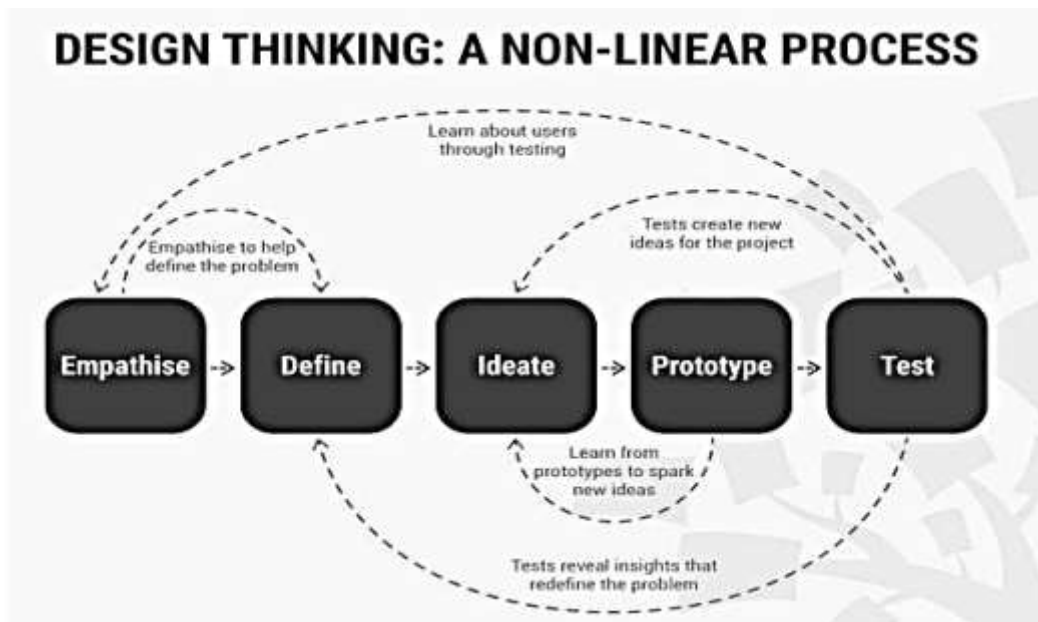 DESIGN THINKING: A NON-LINEAR PROCESS
Learn about users
through testing
Tests create new
ideas for the project
Empathise to help
define the problem
Empathise
Define
Ideate
Prototype
Test
Learn from
prototypes to spark
new ideas
Tests reveal insights that
redefine the problem